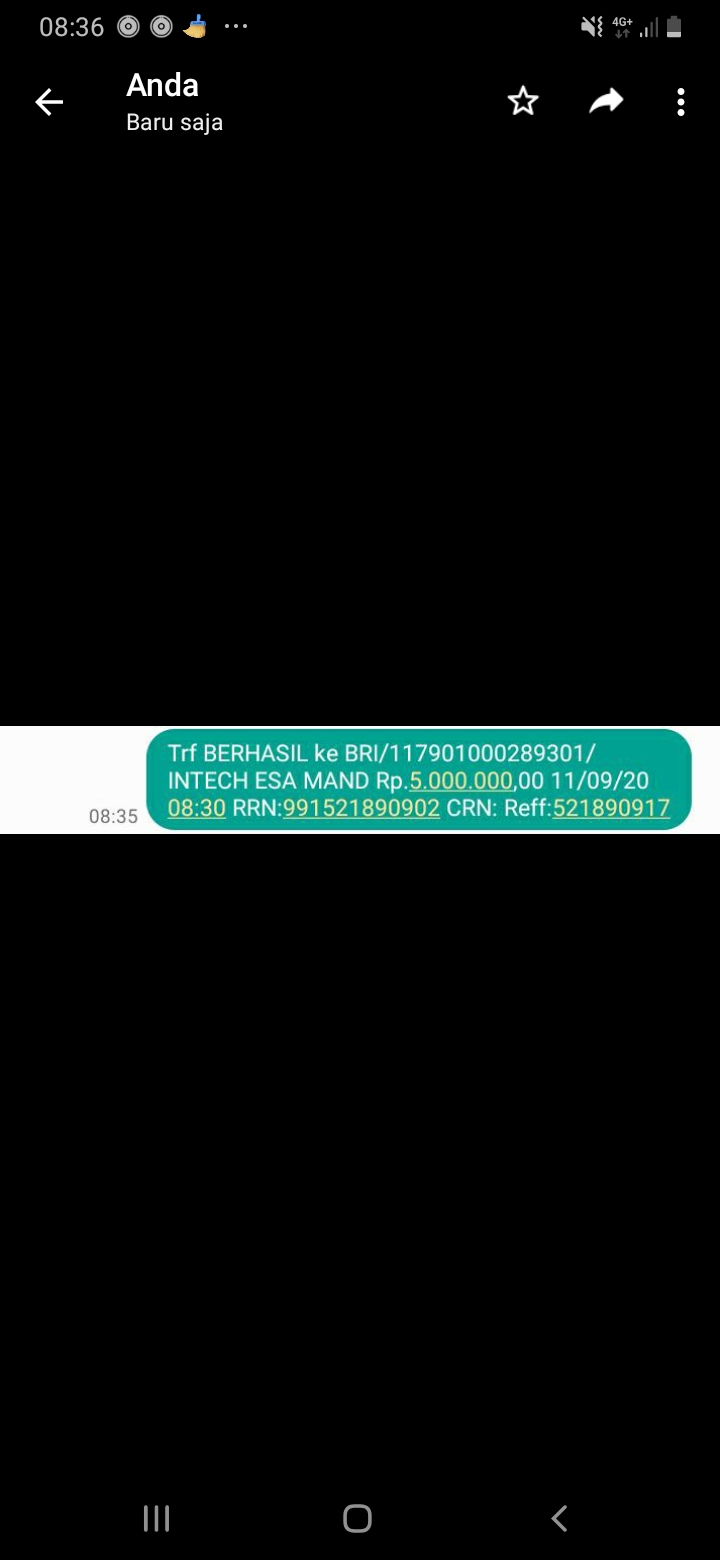 08:36
4G+
Anda
Baru saja
Trf BERHASIL ke BRI/117901000289301/
INTECH ESA MAND Rp.5.000.000,00 11/09/20
08:30 RRN:991521890902 CRN: Reff:521890917
08:35